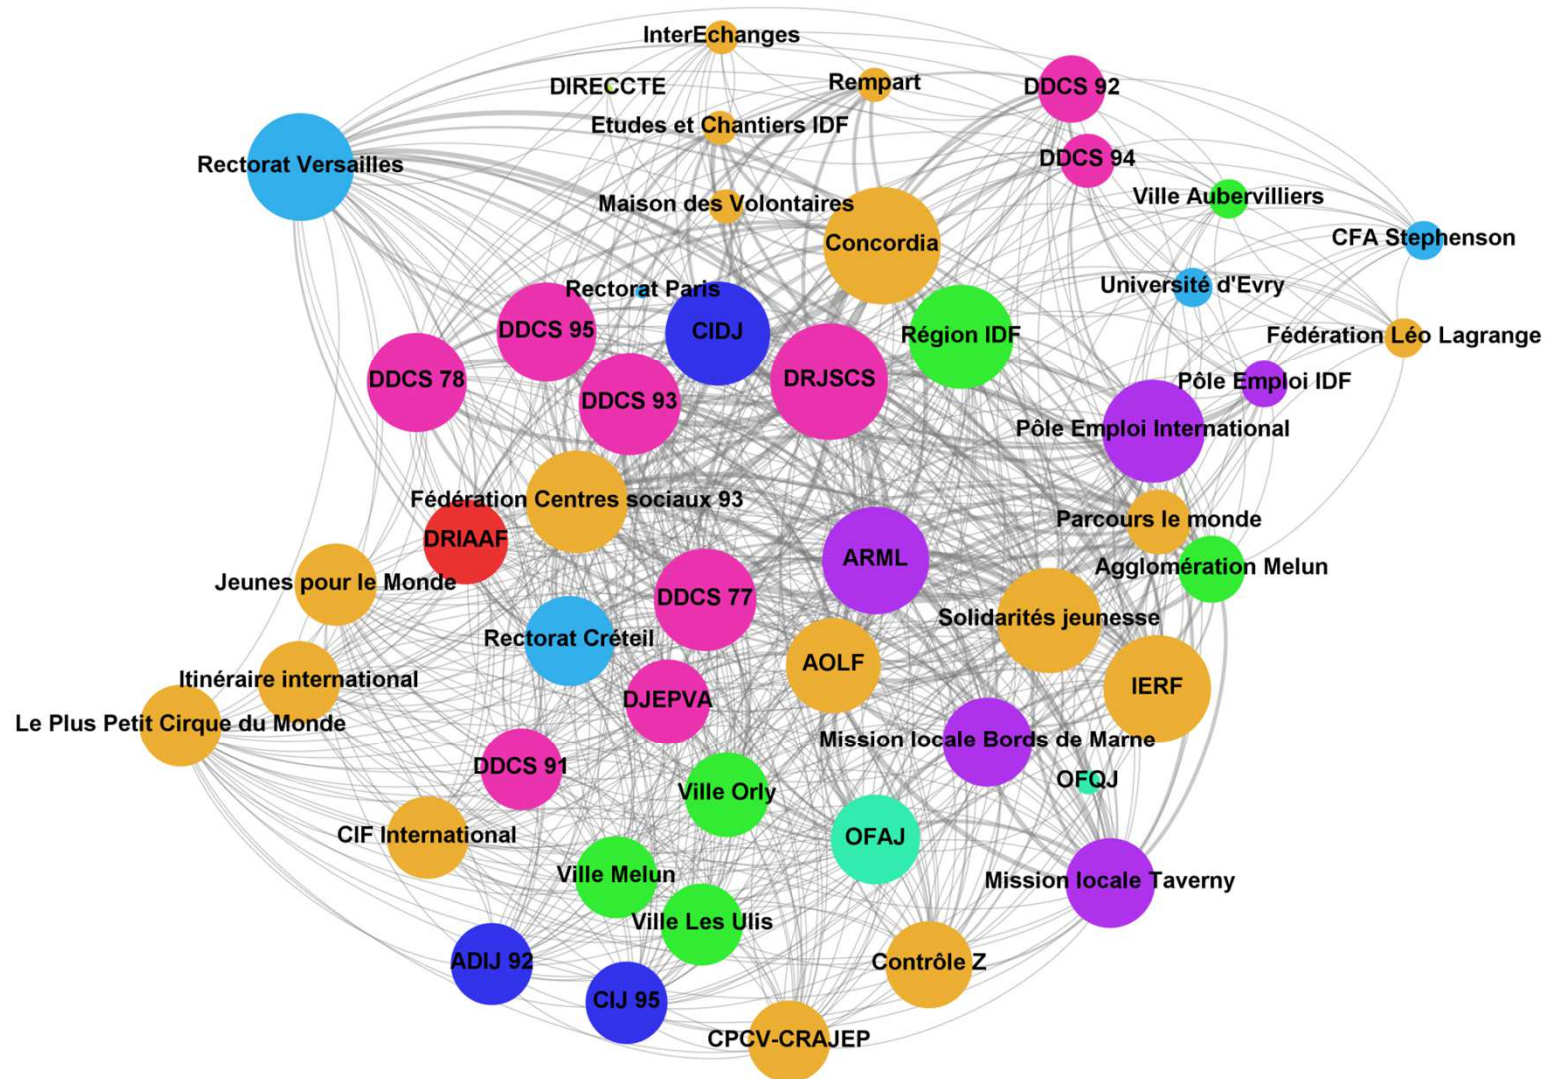 InterEchanges
DIRECCTE
Rempart
DDCS 92
Etudes et Chantiers IDF
Rectorat Versailles
DDCS 94
Ville Aubervilliers
Maison des Volontaires
Concordia
CFA Stephenson
Rectorat Paris
Université d'Evry
DDCS 95
CIDJ
Région IDF
Fédération Léo Lagrange
DDCS 78
DRJSCS
Pôle Emploi IDF
DDCS 93
Pôle Emploi International
Fédération Centres sociaux 93
Parcours le monde
DRIAAF
ARML
Agglomération Melun
Jeunes pour le Monde
DDCS 77
Solidarités jeunesse
Rectorat Créteil
AOLF
Itinéraire international
IERF
DJEPVA
Le Plus Petit Cirque du Monde
Mission locale Bords de Marne
DDCS 91
OFQJ
Ville Orly
CIF International
OFAJ
Ville Melun
Mission locale Taverny
Ville Les Ulis
ADIJ 92
Contrôle Z
CIJ 95
CPCV-CRAJEP